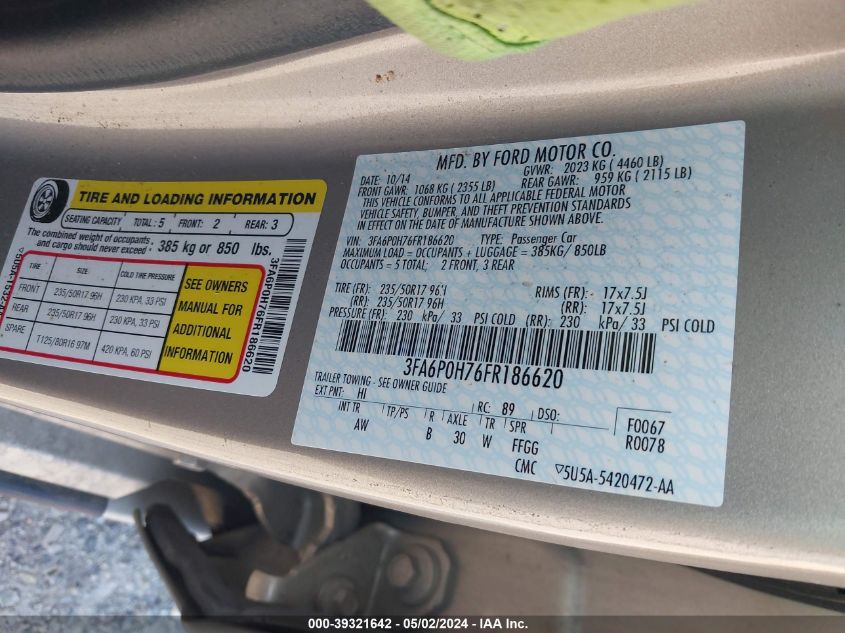 TIRE AND LOADING INFORMATION
SEATING CAPACITY TOTAL: 5 FRONT: 2 REAR: 3
The combined weight of occupants and cargo should never exceed 385 kg or 850 lbs.
TIRE SIZE COLD TIRE PRESSURE
FRONT 235/50R17 96H 230 KPA, 33 PSI
REAR 235/50R17 96H 230 KPA, 33 PSI
SPARE T125/80R16 97M 420 KPA, 60 PSI
SEE OWNERS
MANUAL FOR
ADDITIONAL
INFORMATION
3FA6P0H76FR186620
MFD. BY FORD MOTOR CO.
DATE: 10/14 GVWR: 2023 KG ( 4460 LB)
FRONT GAWR: 1068 KG ( 2355 LB) REAR GAWR: 959 KG ( 2115 LB)
THIS VEHICLE CONFORMS TO ALL APPLICABLE FEDERAL MOTOR
VEHICLE SAFETY, BUMPER, AND THEFT PREVENTION STANDARDS
IN EFFECT ON THE DATE OF MANUFACTURE SHOWN ABOVE.
VIN: 3FA6P0H76FR186620 TYPE: Passenger Car
MAXIMUM LOAD = OCCUPANTS + LUGGAGE = 385KG/ 850LB
OCCUPANTS = 5 TOTAL; 2 FRONT, 3 REAR
TIRE (FR): 235/50R17 96H RIMS (FR): 17x7.5J
(RR): 235/50R17 96H (RR): 17x7.5J
PRESSURE (FR): 230 kPa/ 33 PSI COLD (RR): 230 kPa/ 33 PSI COLD
3FA6P0H76FR186620
TRAILER TOWING - SEE OWNER GUIDE
EXT PNT: HI RC: 89 DSO:
INT TR TP/PS R AXLE TR SPR F0067
AW B 30 W FFGG R0078
CMC ▽5U5A-5420472-AA
000-39321642 - 05/02/2024 - IAA Inc.